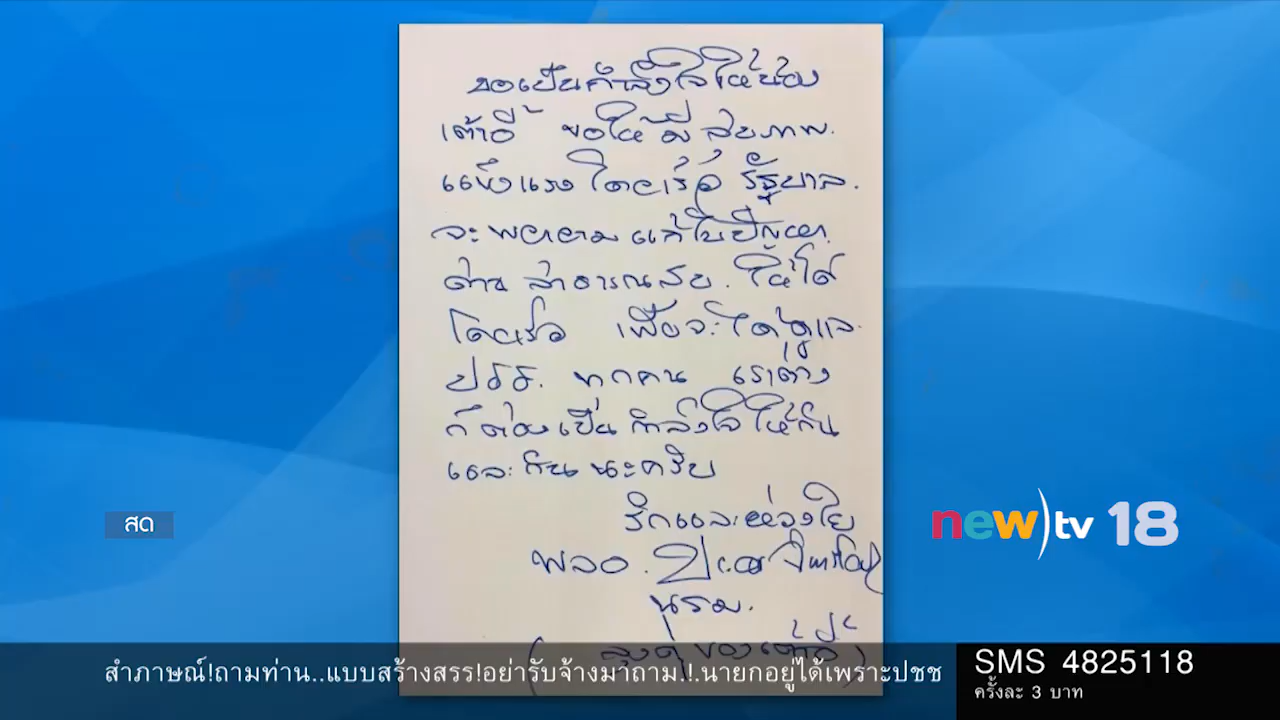 ขอเป็นกำลังใจให้น้อง
เต้าอี้ ขอให้มีสุขภาพ
แข็งแรงโดยเร็ว รัฐบาล
จะพยายามแก้ไขปัญหา
ด้านสาธารณสุข. ให้ได้
โดยเร็ว เพื่อจะได้ดูแล
ปชช. ทุกคน เราต่าง
ก็ต้องเป็นกำลังใจให้กัน
และกันนะครับ
รักและห่วงใย
พลอ.
นรม.
สด
newtv 18
สำภาษณ์!ถามท่าน..แบบสร้างสรร!อย่ารับจ้างมาถาม.!.นายกอยู่ได้เพราะปชช
SMS 4825118
ครั้งละ 3 บาท